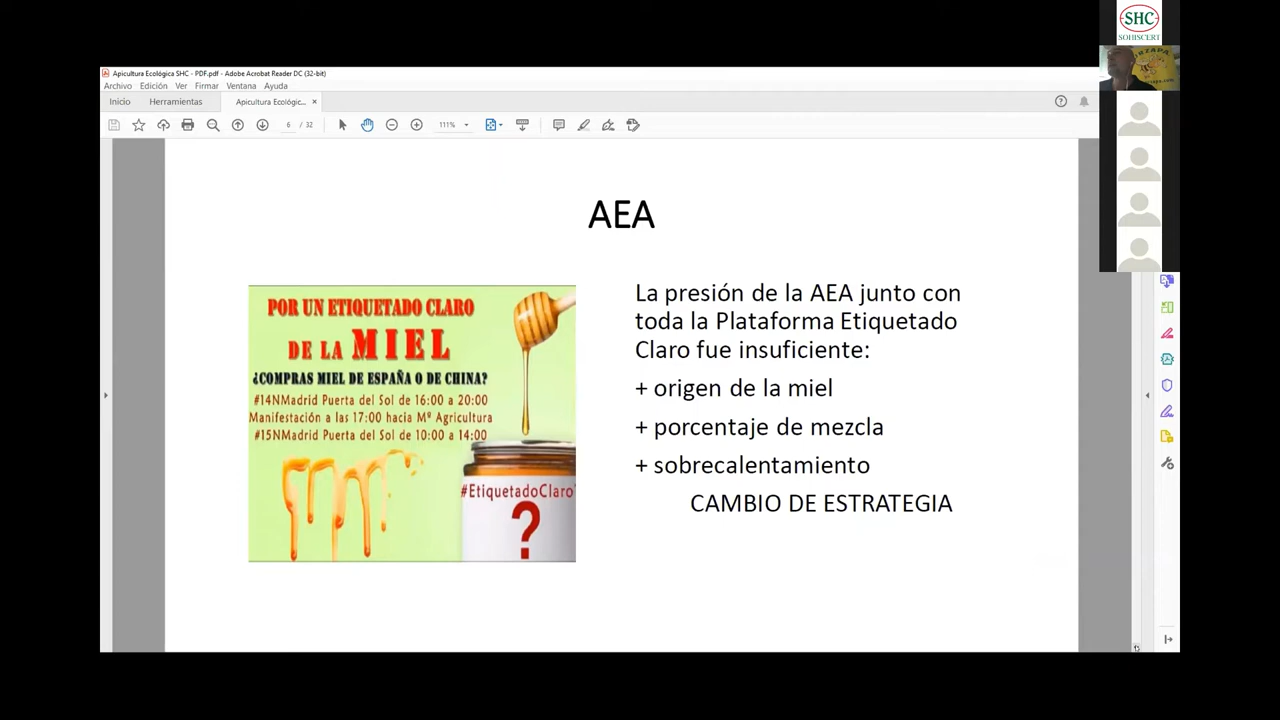 SHC
SOHISCERT
Apicultura Ecológica SHC - PDF.pdf - Adobe Acrobat Reader DC (32-bit)
Archivo Edición Ver Firmar Ventana Ayuda
Inicio Herramientas Apicultura Ecológic... ×
6 / 32 111%
AEA
POR UN ETIQUETADO CLARO
DE LA MIEL
¿COMPRAS MIEL DE ESPAÑA O DE CHINA?
#14NMadrid Puerta del Sol de 16:00 a 20:00
Manifestación a las 17:00 hacia Mº Agricultura
#15NMadrid Puerta del Sol de 10:00 a 14:00
#EtiquetadoClaro
?
La presión de la AEA junto con
toda la Plataforma Etiquetado
Claro fue insuficiente:
+ origen de la miel
+ porcentaje de mezcla
+ sobrecalentamiento
CAMBIO DE ESTRATEGIA